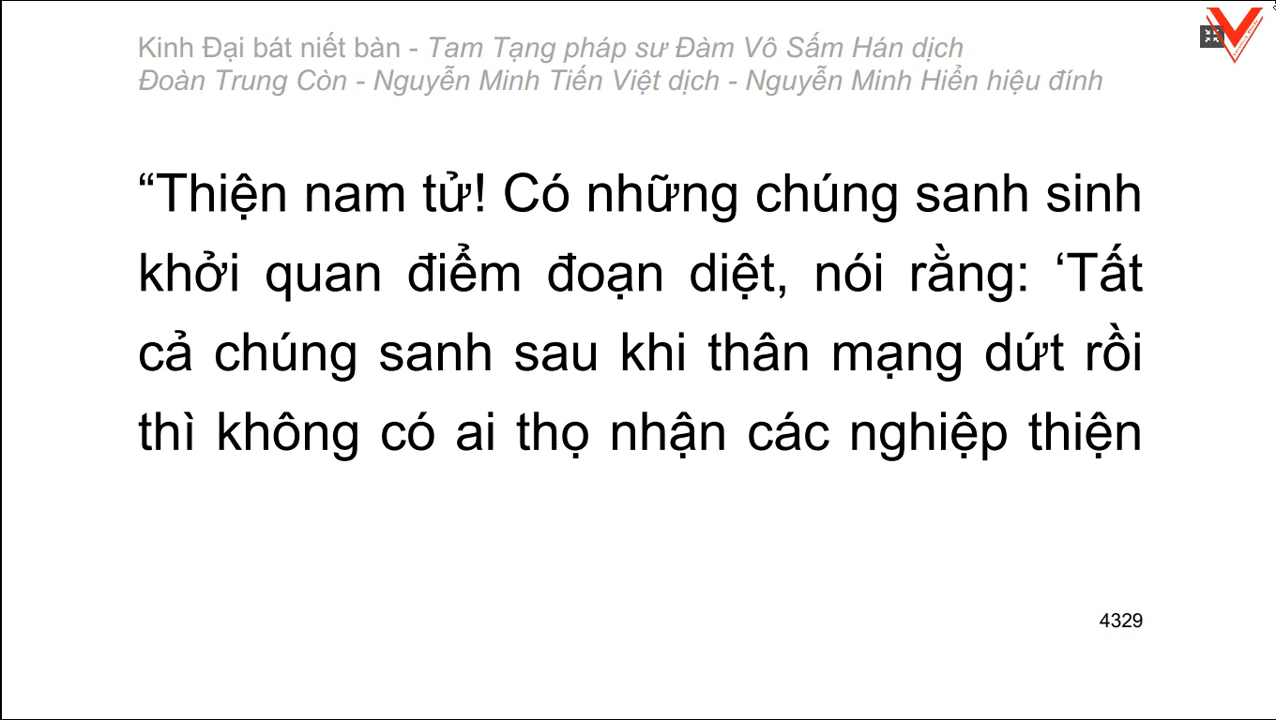 Kinh Đại bát niết bàn - Tam Tạng pháp sư Đàm Vô Sấm Hán dịch
Đoàn Trung Còn - Nguyễn Minh Tiến Việt dịch - Nguyễn Minh Hiển hiệu đính
“Thiện nam tử! Có những chúng sanh sinh
khởi quan điểm đoạn diệt, nói rằng: ‘Tất
cả chúng sanh sau khi thân mạng dứt rồi
thì không có ai thọ nhận các nghiệp thiện
4329